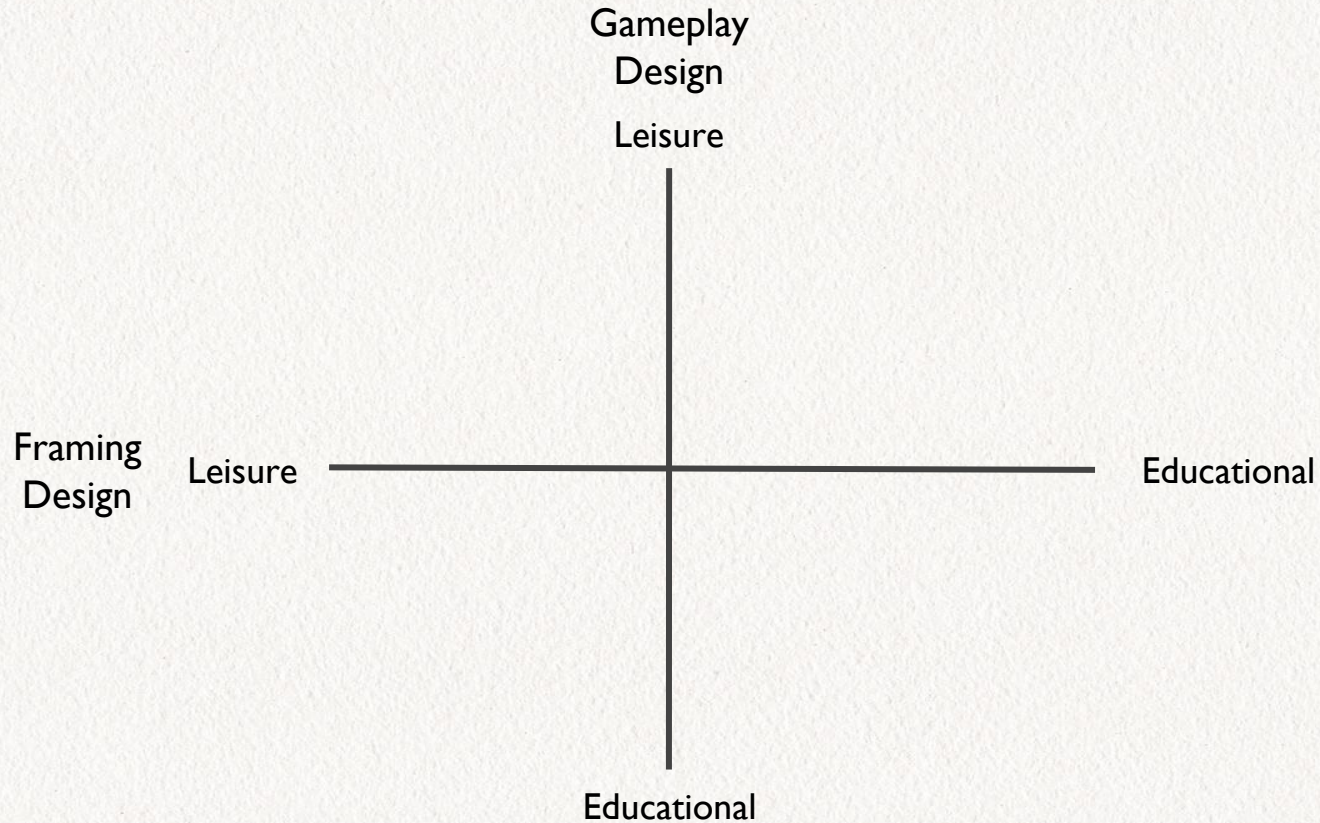 Gameplay
Design
Leisure
Framing
Design
Leisure
Educational
Educational